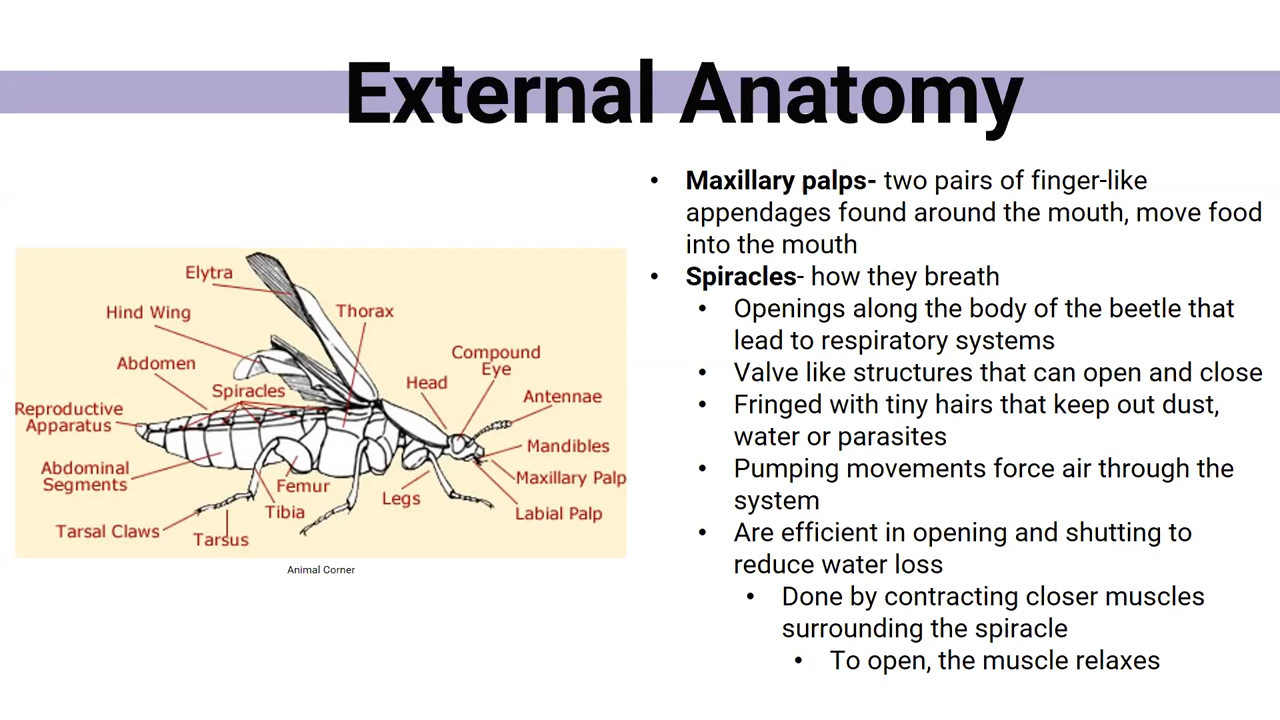 External Anatomy
Elytra
Hind Wing
Thorax
Abdomen
Compound
Eye
Head
Spiracles
Antennae
Reproductive
Apparatus
Mandibles
Abdominal
Segments
Maxillary Palp
Femur
Legs
Tibia
Labial Palp
Tarsal Claws
Tarsus
Animal Corner
• Maxillary palps- two pairs of finger-like
appendages found around the mouth, move food
into the mouth
• Spiracles- how they breath
• Openings along the body of the beetle that
lead to respiratory systems
• Valve like structures that can open and close
• Fringed with tiny hairs that keep out dust,
water or parasites
• Pumping movements force air through the
system
• Are efficient in opening and shutting to
reduce water loss
• Done by contracting closer muscles
surrounding the spiracle
• To open, the muscle relaxes